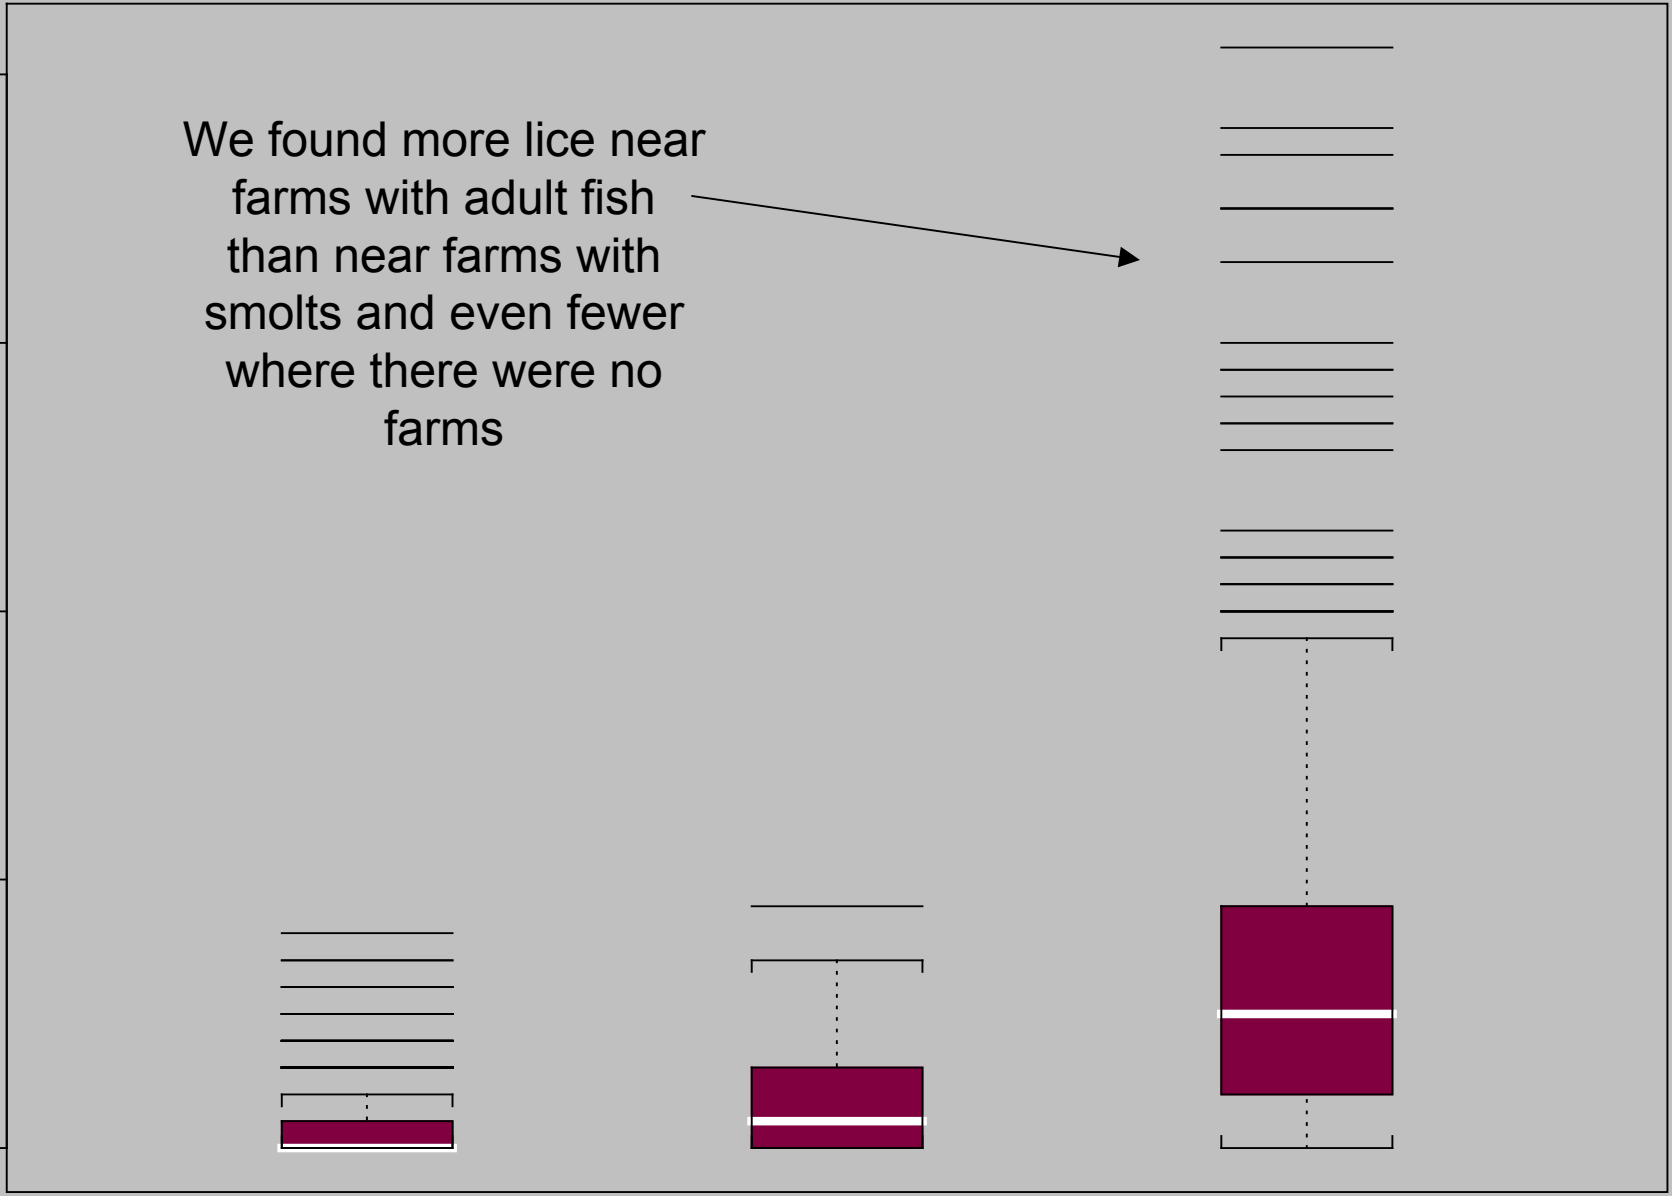 We found more lice near
farms with adult fish
than near farms with
smolts and even fewer
where there were no
farms